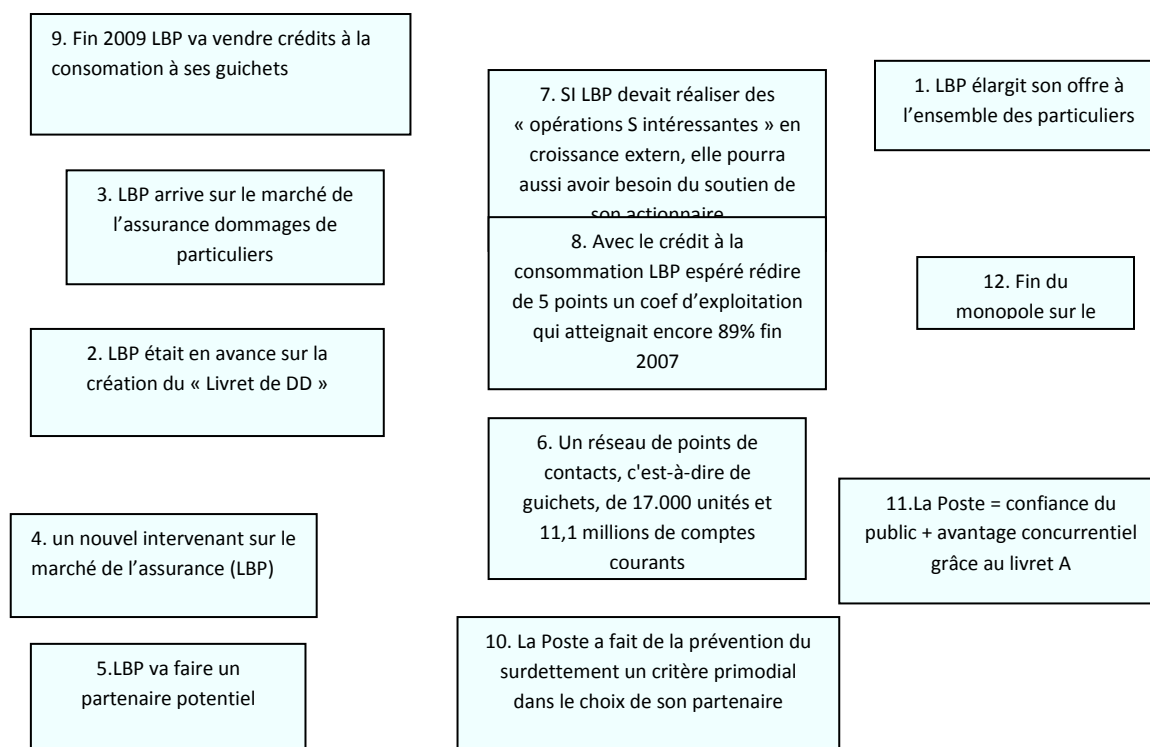 9. Fin 2009 LBP va vendre crédits à la
consomation à ses guichets
3. LBP arrive sur le marché de
l’assurance dommages de
particuliers
2. LBP était en avance sur la
création du « Livret de DD »
4. un nouvel intervenant sur le
marché de l’assurance (LBP)
5.LBP va faire un
partenaire potentiel
7. SI LBP devait réaliser des
« opérations S intéressantes » en
croissance extern, elle pourra
aussi avoir besoin du soutien de
son actionnaire
8. Avec le crédit à la
consommation LBP espéré rédire
de 5 points un coef d’exploitation
qui atteignait encore 89% fin
2007
6. Un réseau de points de
contacts, c'est-à-dire de
guichets, de 17.000 unités et
11,1 millions de comptes
courants
10. La Poste a fait de la prévention du
surdettement un critère primodial
dans le choix de son partenaire
1. LBP élargit son offre à
l’ensemble des particuliers
12. Fin du
monopole sur le
11.La Poste = confiance du
public + avantage concurrentiel
grâce au livret A